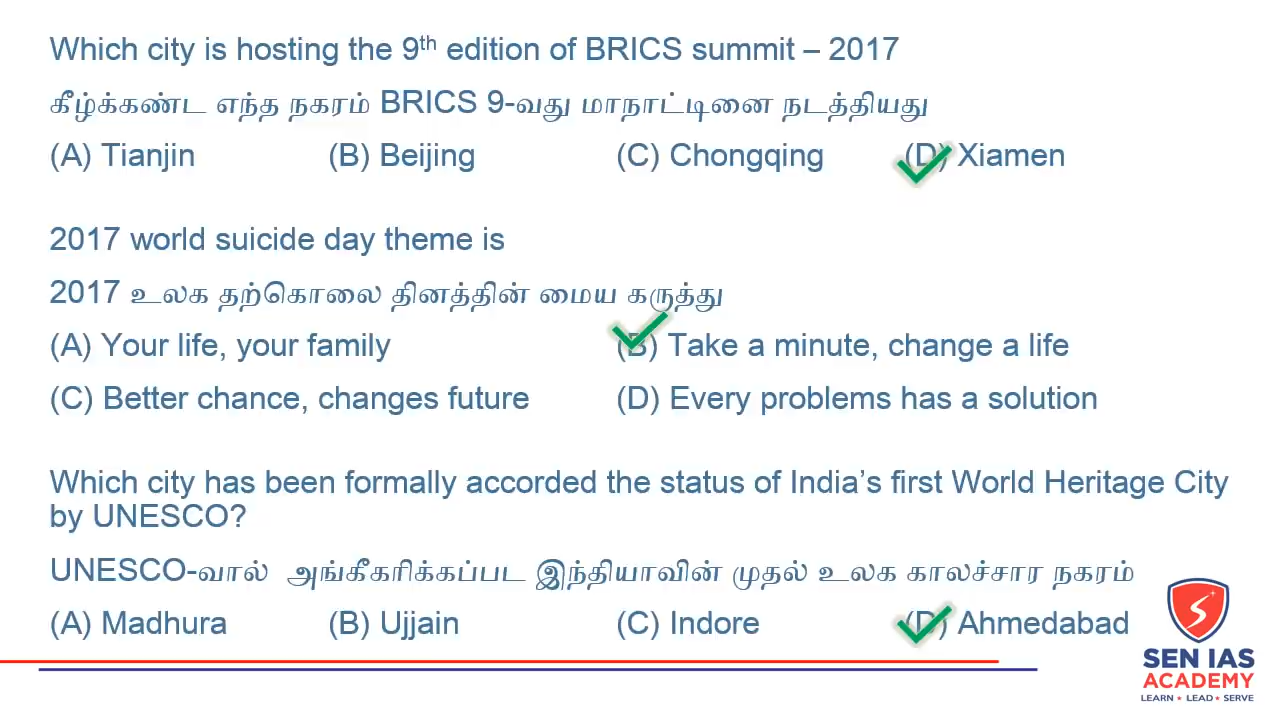 Which city is hosting the 9th edition of BRICS summit – 2017
கீழ்க்கண்ட எந்த நகரம் BRICS 9-வது மாநாட்டினை நடத்தியது
(A) Tianjin (B) Beijing (C) Chongqing (D) Xiamen
2017 world suicide day theme is
2017 உலக தற்கொலை தினத்தின் மைய கருத்து
(A) Your life, your family (B) Take a minute, change a life
(C) Better chance, changes future (D) Every problems has a solution
Which city has been formally accorded the status of India’s first World Heritage City
by UNESCO?
UNESCO-வால் அங்கீகரிக்கப்பட இந்தியாவின் முதல் உலக காலச்சார நகரம்
(A) Madhura (B) Ujjain (C) Indore (D) Ahmedabad
SEN IAS
ACADEMY
LEARN ★ LEAD ★ SERVE